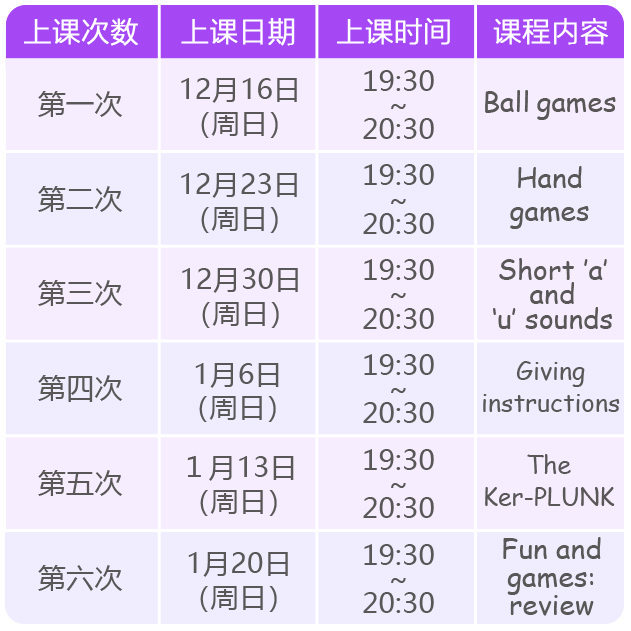 上课次数 上课日期 上课时间 课程内容
第一次 12月16日 19:30 Ball games
(周日) ~
20:30
第二次 12月23日 19:30 Hand
(周日) ~ games
20:30
第三次 12月30日 19:30 Short 'a'
(周日) ~ and
20:30 'u' sounds
第四次 1月6日 19:30 Giving
(周日) ~ instructions
20:30
第五次 1月13日 19:30 The
(周日) ~ Ker-PLUNK
20:30
第六次 1月20日 19:30 Fun and
(周日) ~ games:
20:30 review